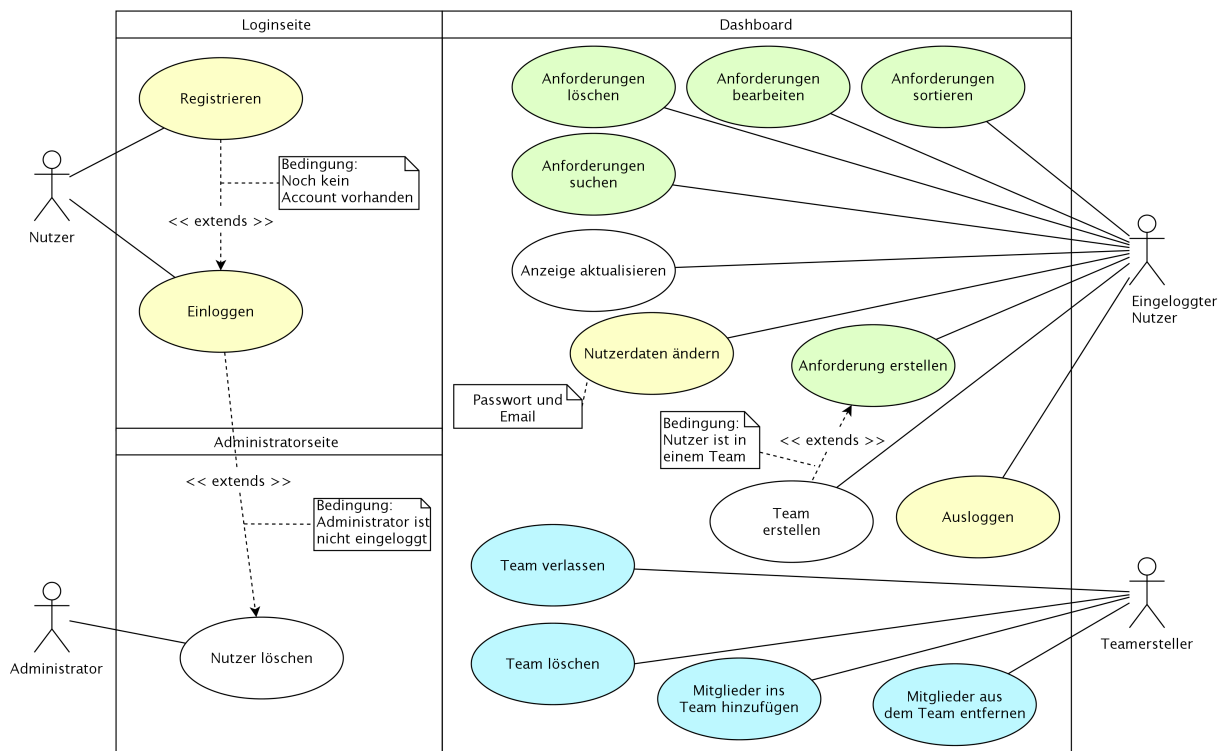 Loginseite
Dashboard
Registrieren
Bedingung:
Noch kein
Account vorhanden
<< extends >>
Nutzer
Einloggen
Administratorseite
<< extends >>
Bedingung:
Administrator ist
nicht eingeloggt
Nutzer löschen
Administrator
Anforderungen
löschen
Anforderungen
bearbeiten
Anforderungen
sortieren
Anforderungen
suchen
Anzeige aktualisieren
Eingeloggter
Nutzer
Nutzerdaten ändern
Anforderung erstellen
Passwort und
Email
Bedingung:
Nutzer ist in
einem Team
<< extends >>
Team
erstellen
Ausloggen
Team verlassen
Team löschen
Mitglieder ins
Team hinzufügen
Mitglieder aus
dem Team entfernen
Teamersteller